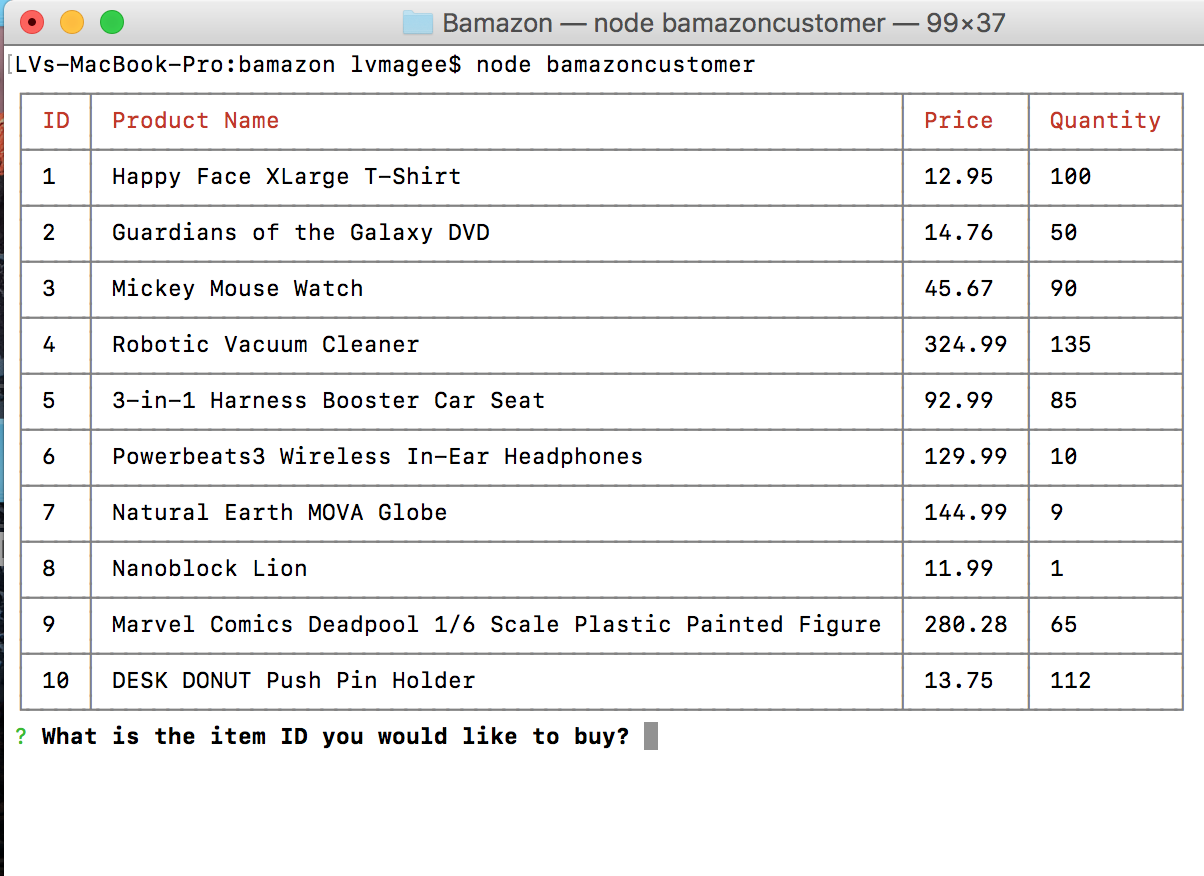 Bamazon — node bamazoncustomer — 99×37
[LVs-MacBook-Pro:bamazon lvmagee$ node bamazoncustomer
ID Product Name Price Quantity
1 Happy Face XLarge T-Shirt 12.95 100
2 Guardians of the Galaxy DVD 14.76 50
3 Mickey Mouse Watch 45.67 90
4 Robotic Vacuum Cleaner 324.99 135
5 3-in-1 Harness Booster Car Seat 92.99 85
6 Powerbeats3 Wireless In-Ear Headphones 129.99 10
7 Natural Earth MOVA Globe 144.99 9
8 Nanoblock Lion 11.99 1
9 Marvel Comics Deadpool 1/6 Scale Plastic Painted Figure 280.28 65
10 DESK DONUT Push Pin Holder 13.75 112
? What is the item ID you would like to buy?